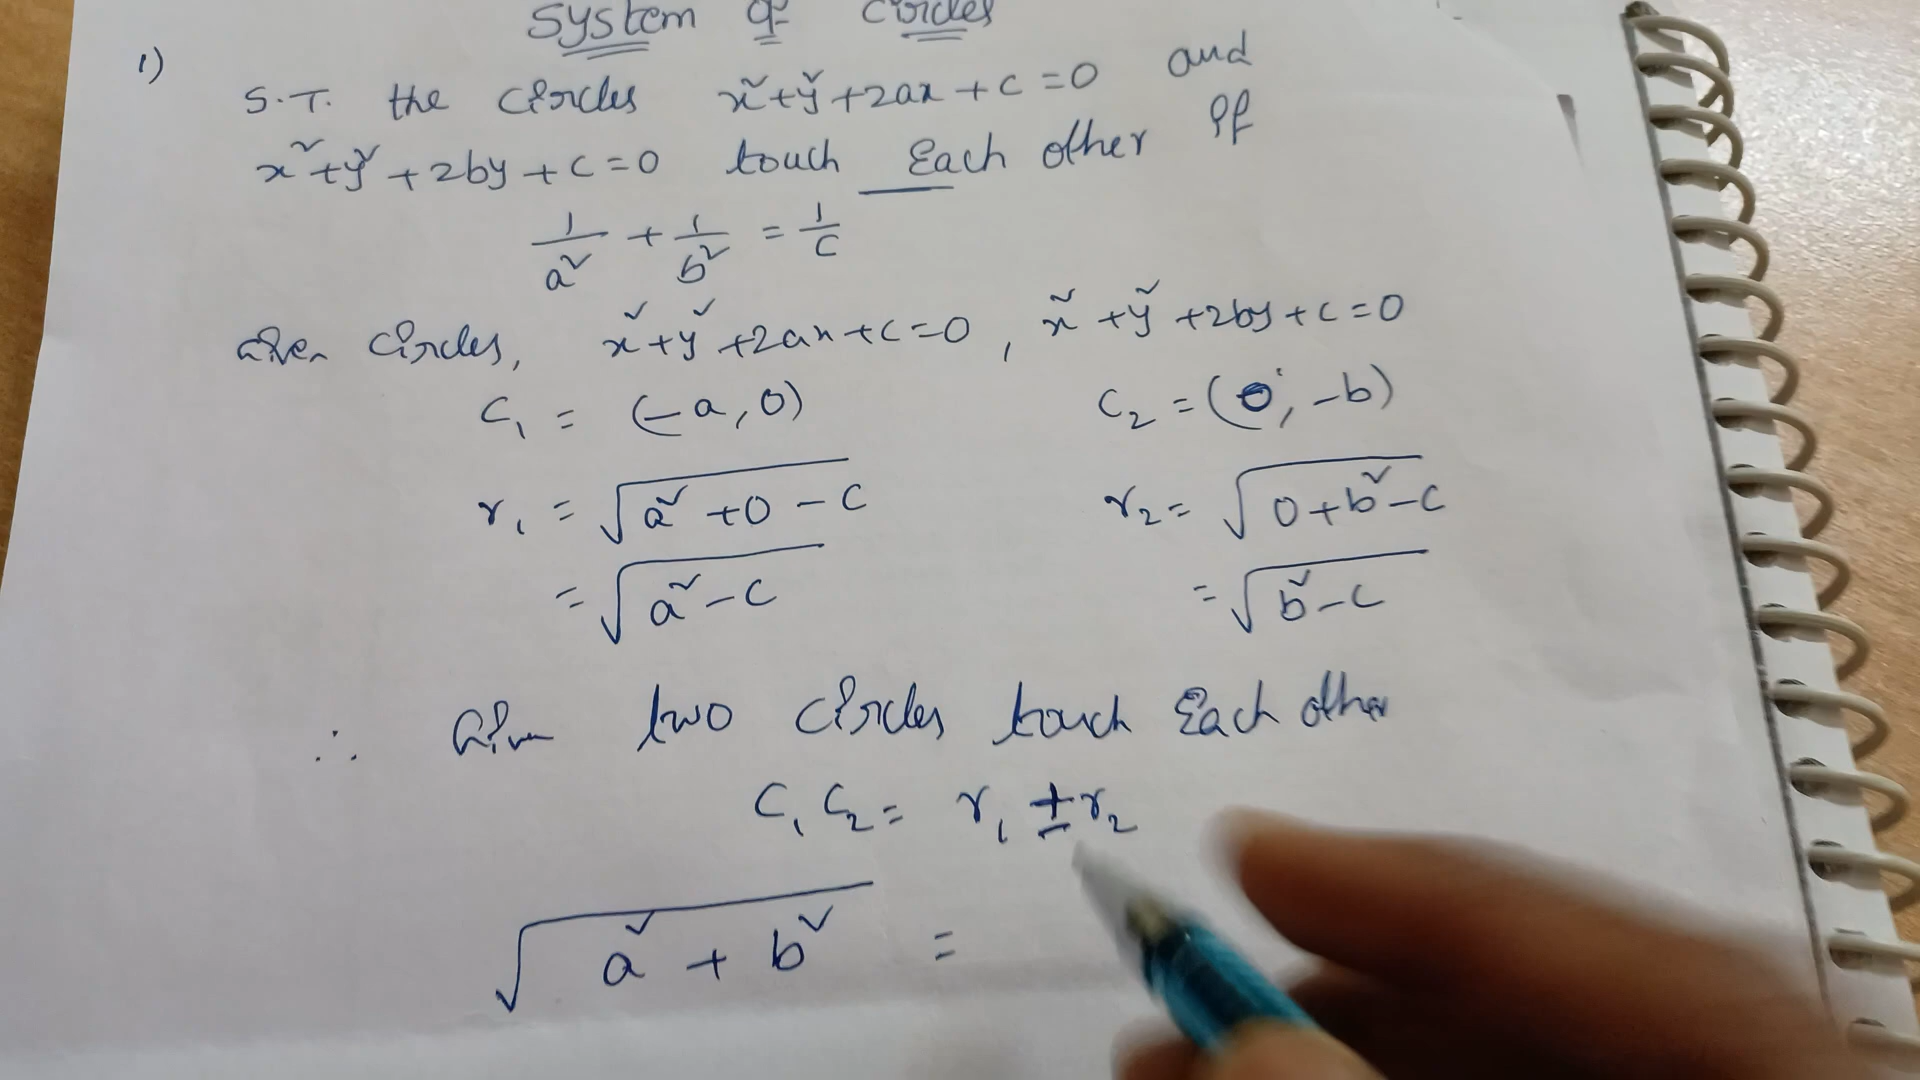 System of Circles
1)
S.T. the circles x²+y²+2ax+c=0 and
x²+y²+2by+c=0 touch Each other if
1/a² + 1/b² = 1/c
Given Circles, x²+y²+2ax+c=0, x²+y²+2by+c=0
C₁ = (-a, 0) C₂ = (0, -b)
r₁ = √(a²+0-c) r₂ = √(0+b²-c)
= √(a²-c) = √(b²-c)
∴ Given two circles touch Each other
C₁C₂ = r₁ ± r₂
√(a²+b²) =